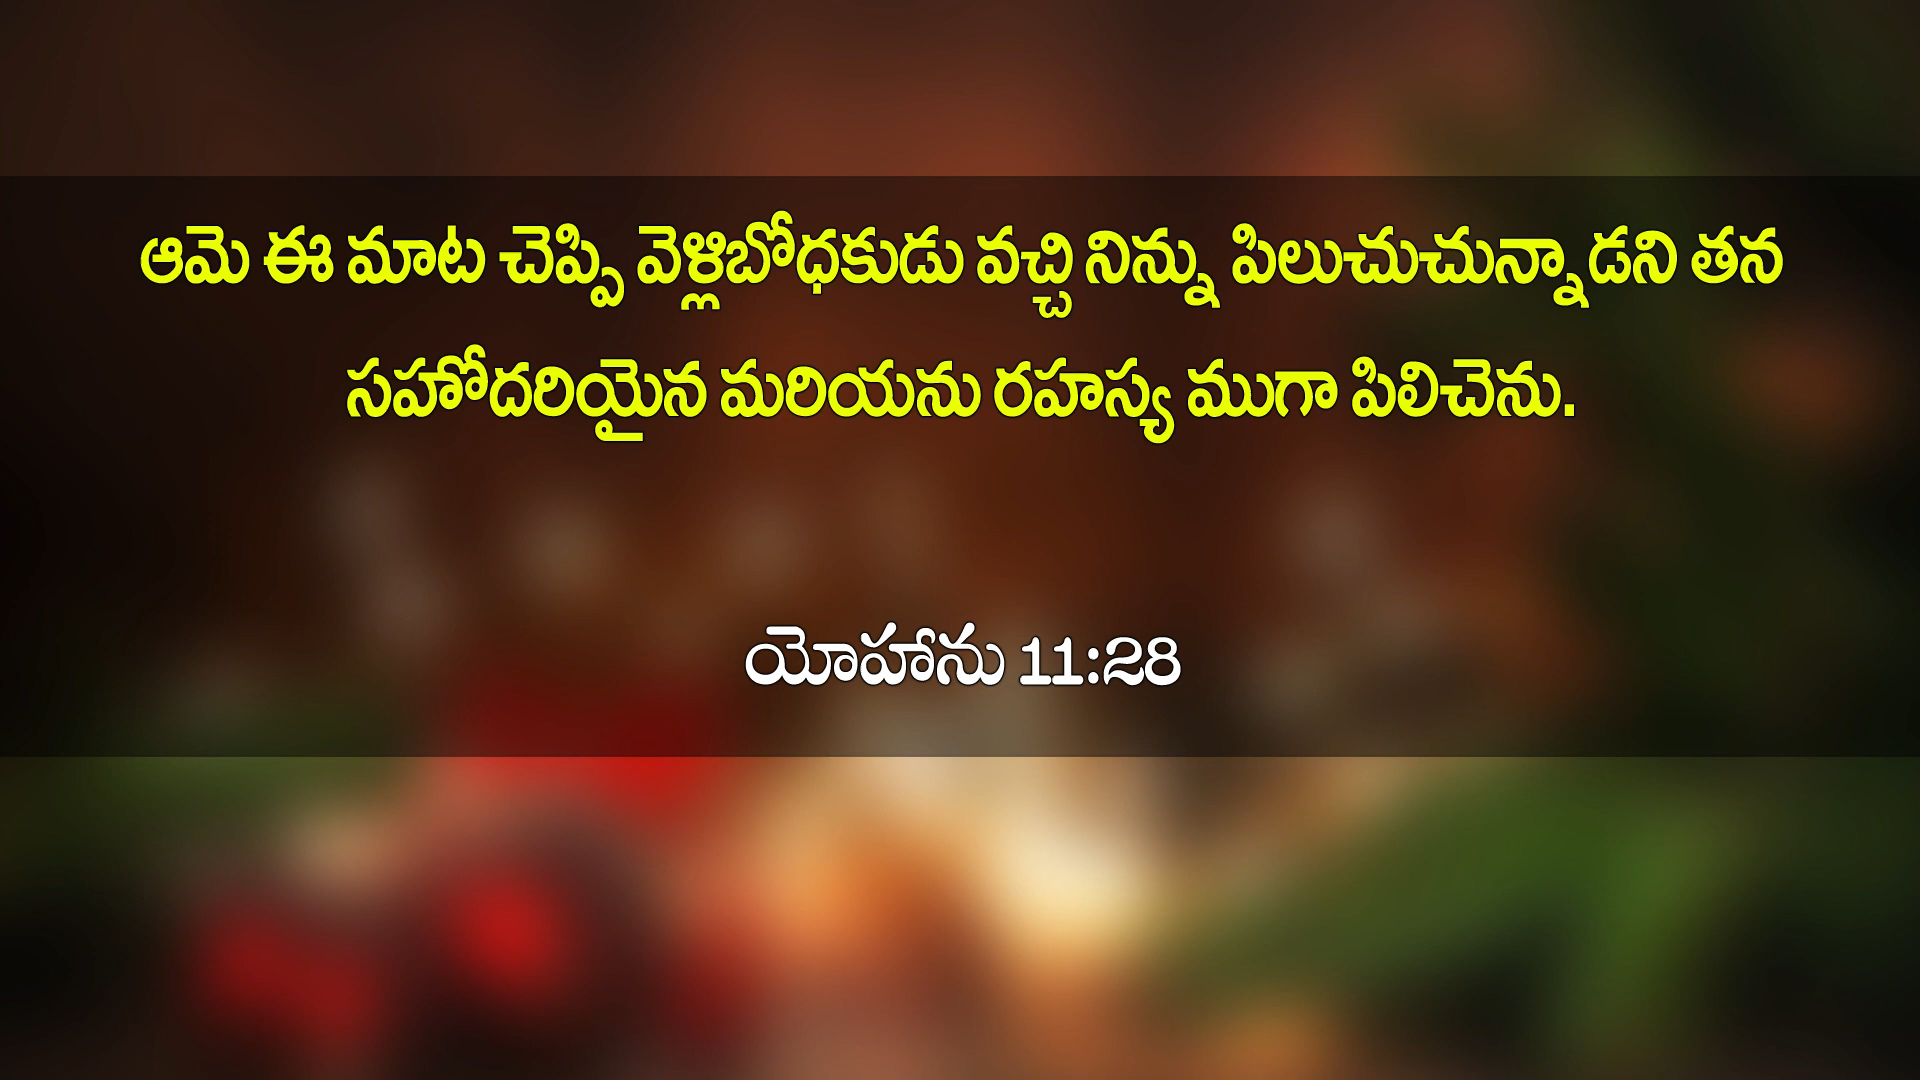 ఆమె ఈ మాట చెప్పి వెళ్లిబోధకుడు వచ్చి నిన్ను పిలుచుచున్నాడని తన
సహోదరియైన మరియను రహస్య ముగా పిలిచెను.
యోహాను 11:28